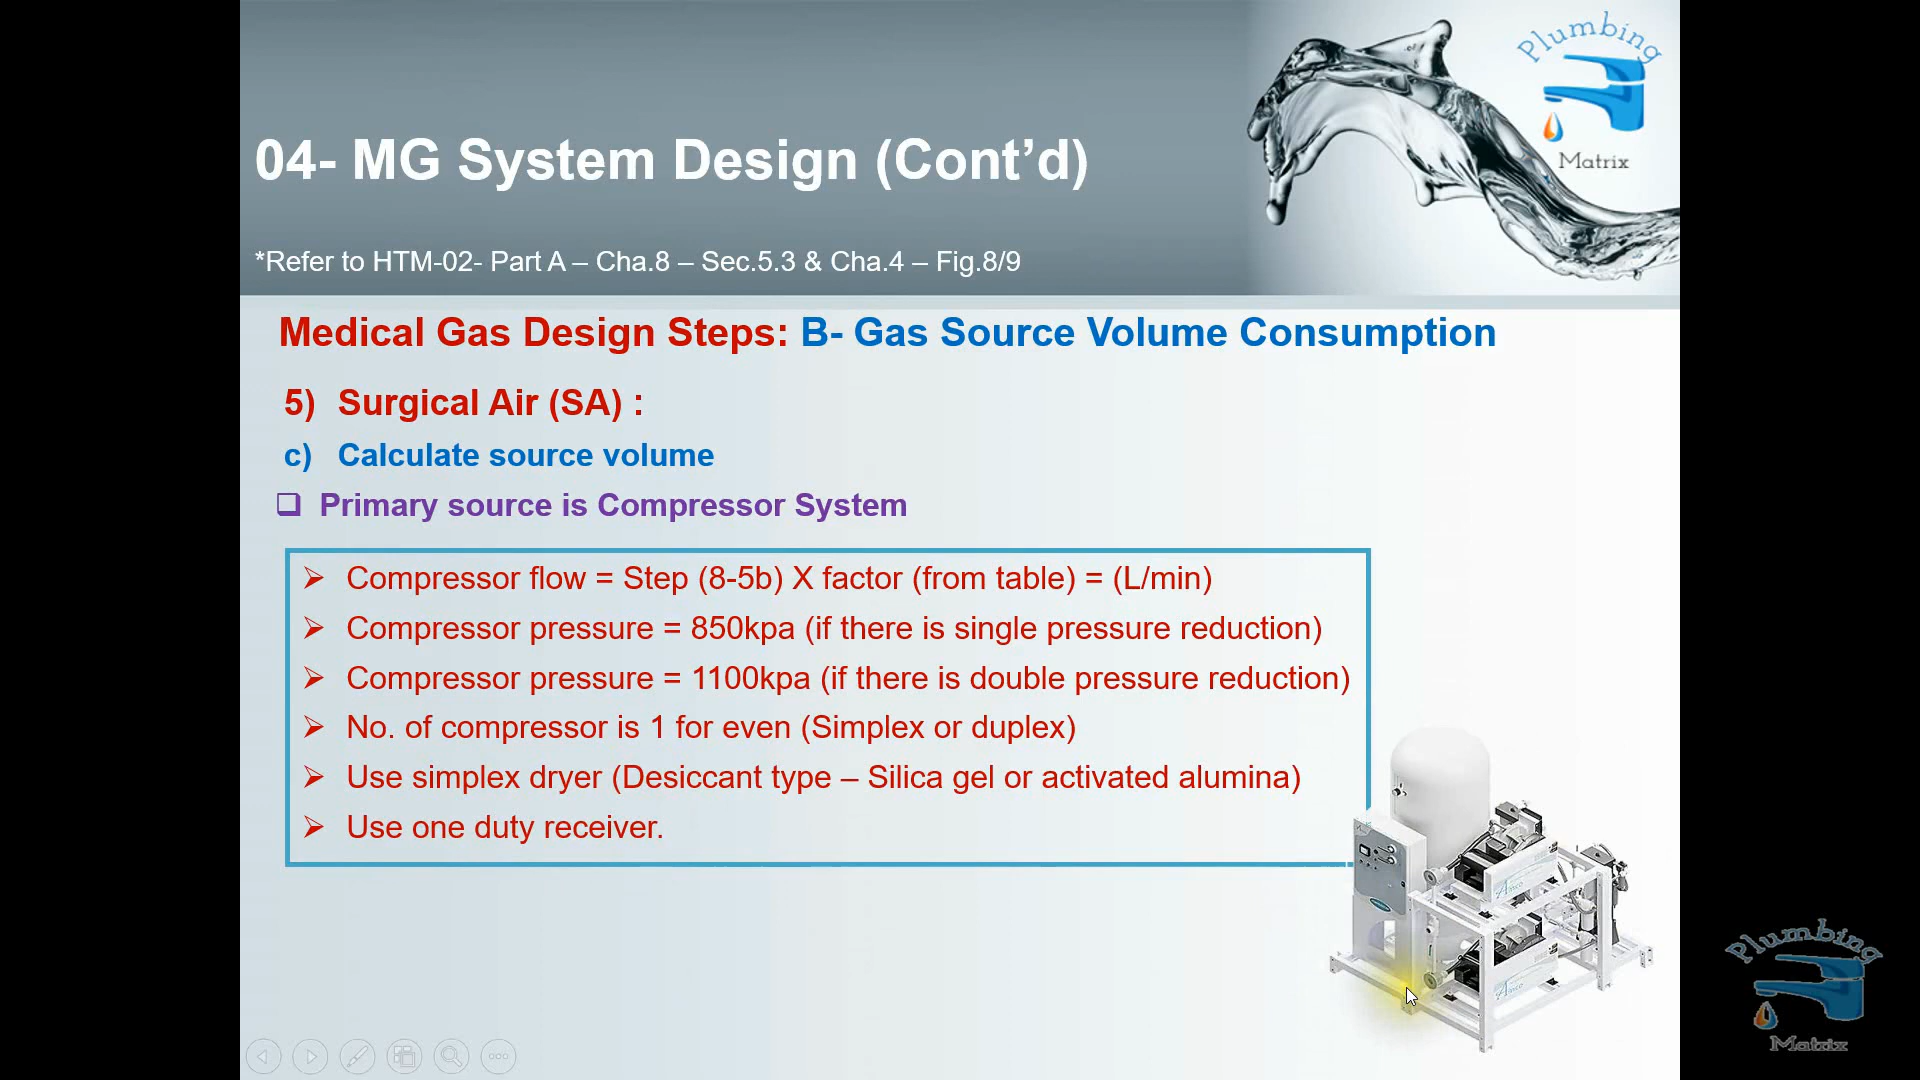 Plumbing
Matrix
04- MG System Design (Cont’d)
*Refer to HTM-02- Part A – Cha.8 – Sec.5.3 & Cha.4 – Fig.8/9
Medical Gas Design Steps: B- Gas Source Volume Consumption
5) Surgical Air (SA) :
c) Calculate source volume
❑ Primary source is Compressor System
➢ Compressor flow = Step (8-5b) X factor (from table) = (L/min)
➢ Compressor pressure = 850kpa (if there is single pressure reduction)
➢ Compressor pressure = 1100kpa (if there is double pressure reduction)
➢ No. of compressor is 1 for even (Simplex or duplex)
➢ Use simplex dryer (Desiccant type – Silica gel or activated alumina)
➢ Use one duty receiver.
Plumbing
Matrix